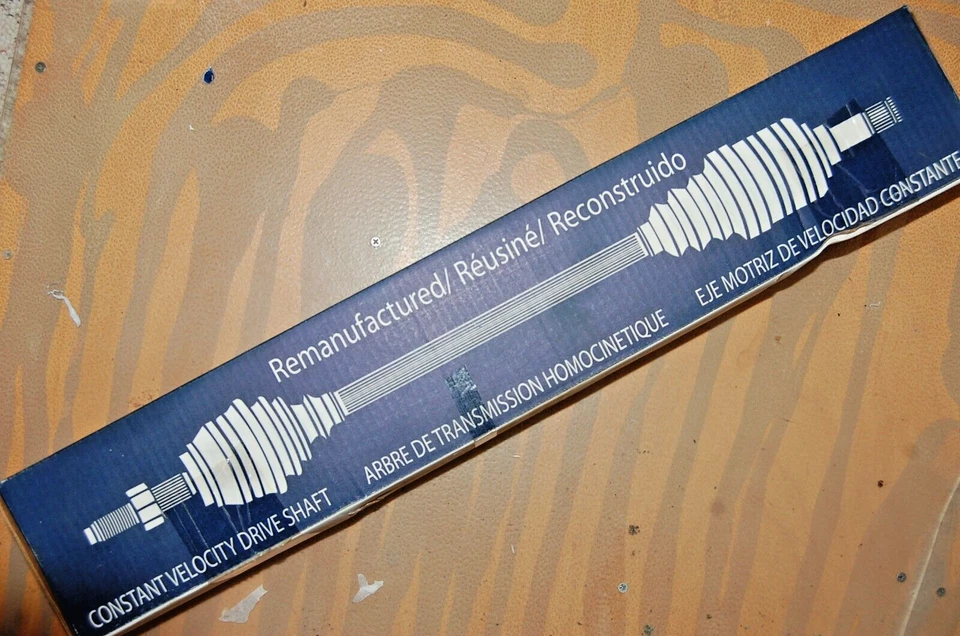 Remanufactured/ Réusiné/ Reconstruido
CONSTANT VELOCITY DRIVE SHAFT
ARBRE DE TRANSMISSION HOMOCINETIQUE
EJE MOTRIZ DE VELOCIDAD CONSTANTE